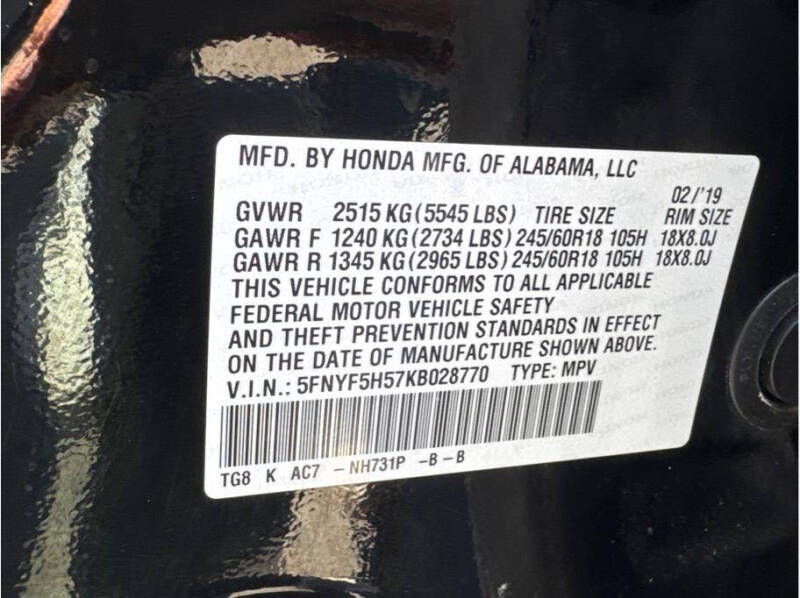 MFD. BY HONDA MFG. OF ALABAMA, LLC
02/'19
GVWR 2515 KG (5545 LBS) TIRE SIZE RIM SIZE
GAWR F 1240 KG (2734 LBS) 245/60R18 105H 18X8.0J
GAWR R 1345 KG (2965 LBS) 245/60R18 105H 18X8.0J
THIS VEHICLE CONFORMS TO ALL APPLICABLE
FEDERAL MOTOR VEHICLE SAFETY
AND THEFT PREVENTION STANDARDS IN EFFECT
ON THE DATE OF MANUFACTURE SHOWN ABOVE.
V.I.N.: 5FNYF5H57KB028770 TYPE: MPV
TG8 K AC7 -NH731P -B-B